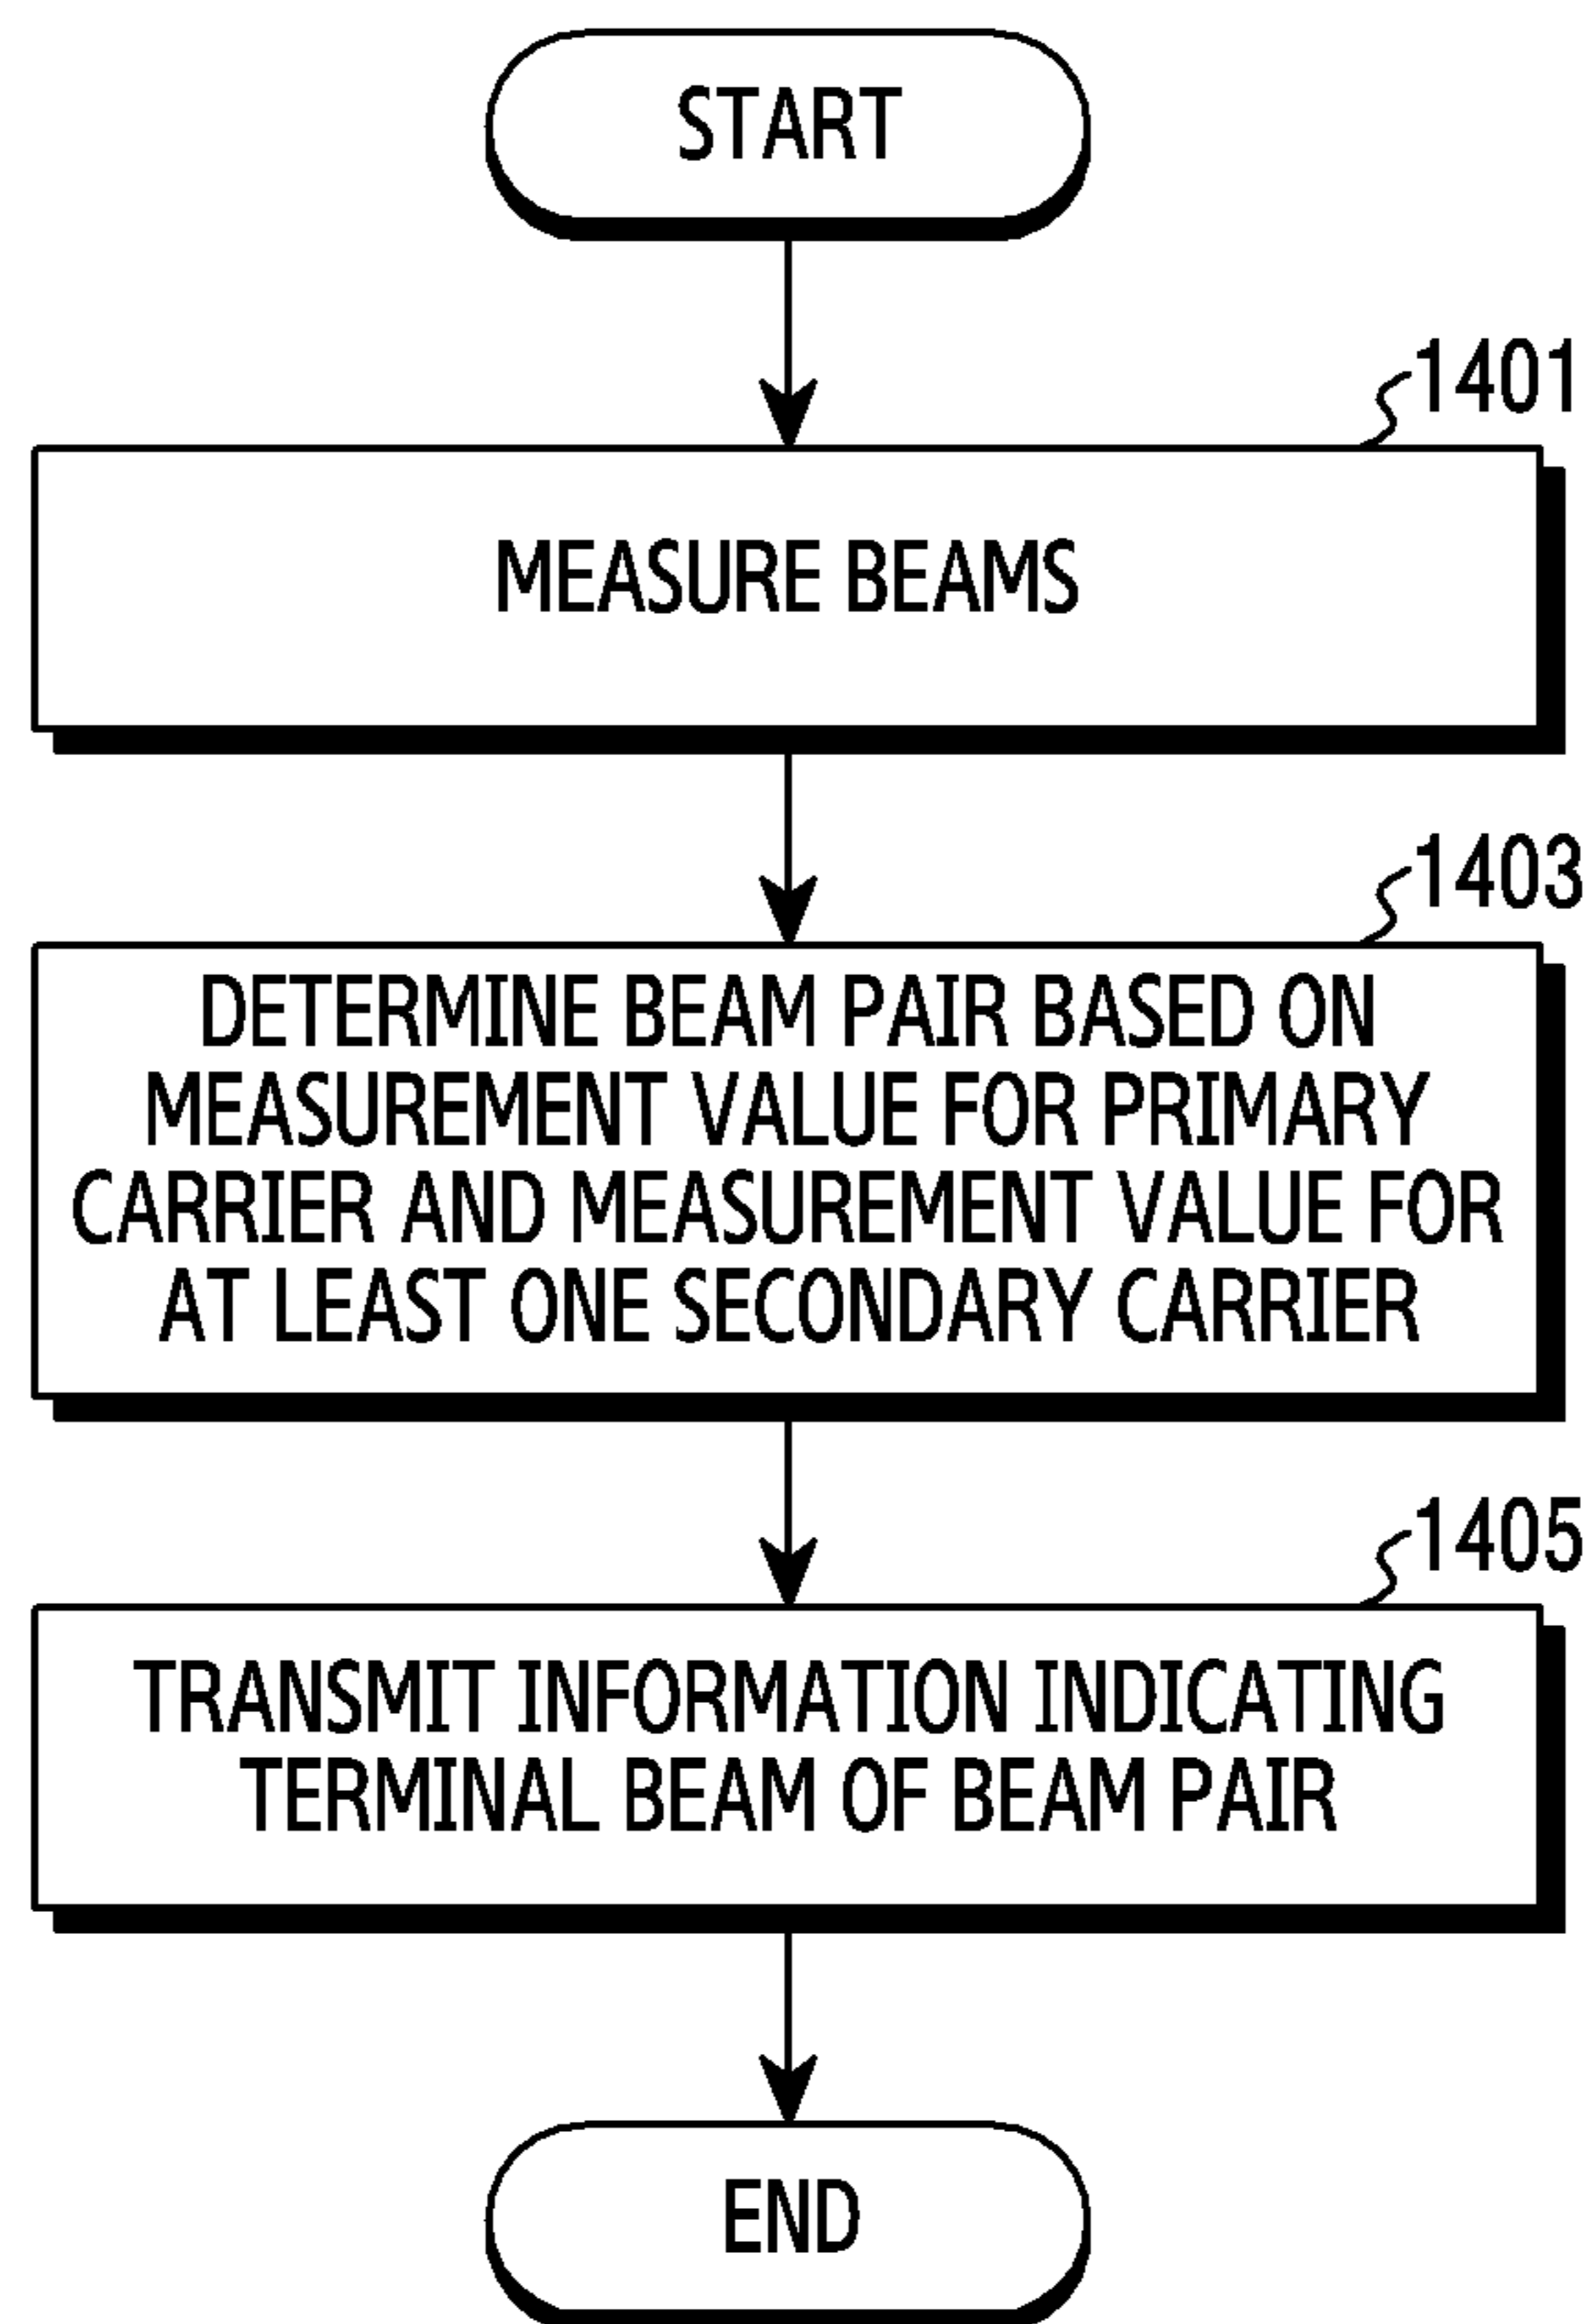 START
1401
MEASURE BEAMS
1403
DETERMINE BEAM PAIR BASED ON
MEASUREMENT VALUE FOR PRIMARY
CARRIER AND MEASUREMENT VALUE FOR
AT LEAST ONE SECONDARY CARRIER
1405
TRANSMIT INFORMATION INDICATING
TERMINAL BEAM OF BEAM PAIR
END